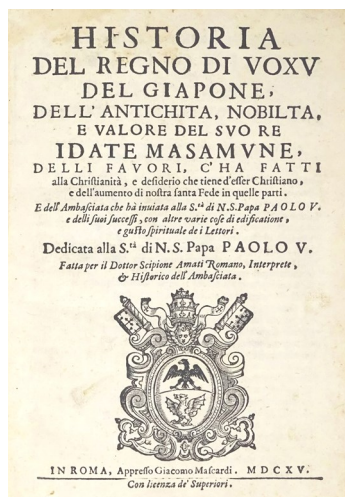 HISTORIA
DEL REGNO DI VOXV
DEL GIAPONE,
DELL'ANTICHITA, NOBILTA,
E VALORE DEL SVO RE
IDATE MASAMVNE,
DELLI FAVORI, C'HA FATTI
alla Christianità, e desiderio che tiene d'esser Christiano,
e dell'aumento di nostra santa Fede in quelle parti.
E dell'Ambasciata che hà inuiata alla S.tà di N.S. Papa PAOLO V.
e delli suoi successi, con altre varie cose di edificatione,
e gusto spirituale de i Lettori.
Dedicata alla S.tà di N. S. Papa PAOLO V.
Fatta per il Dottor Scipione Amati Romano, Interprete,
& Historico dell'Ambasciata.
IN ROMA, Appresso Giacomo Mascardi. MDCXV.
Con licenza de' Superiori.